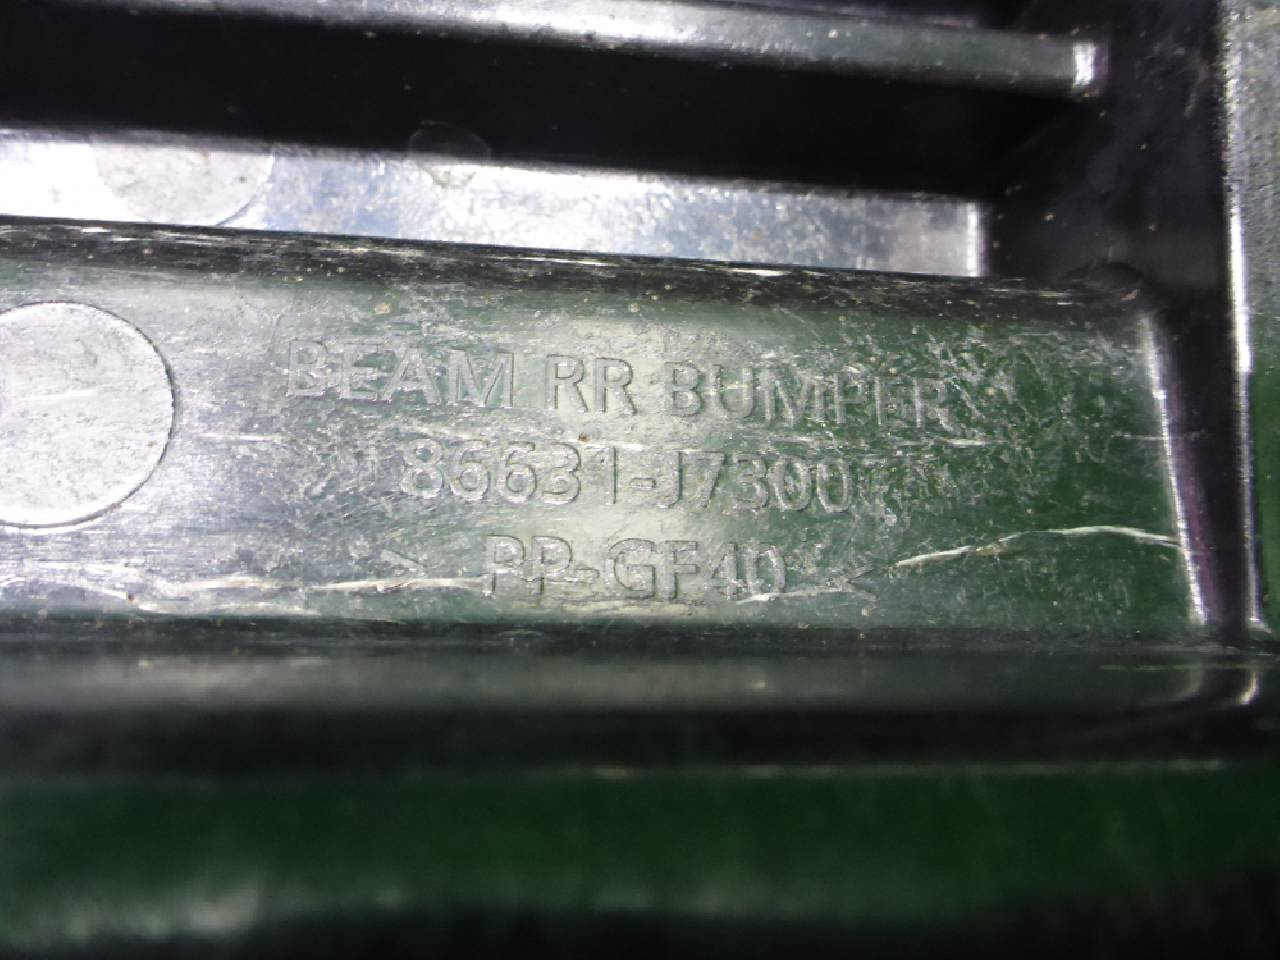 BEAM RR BUMPER
86631-J7300
>PP-GF40<